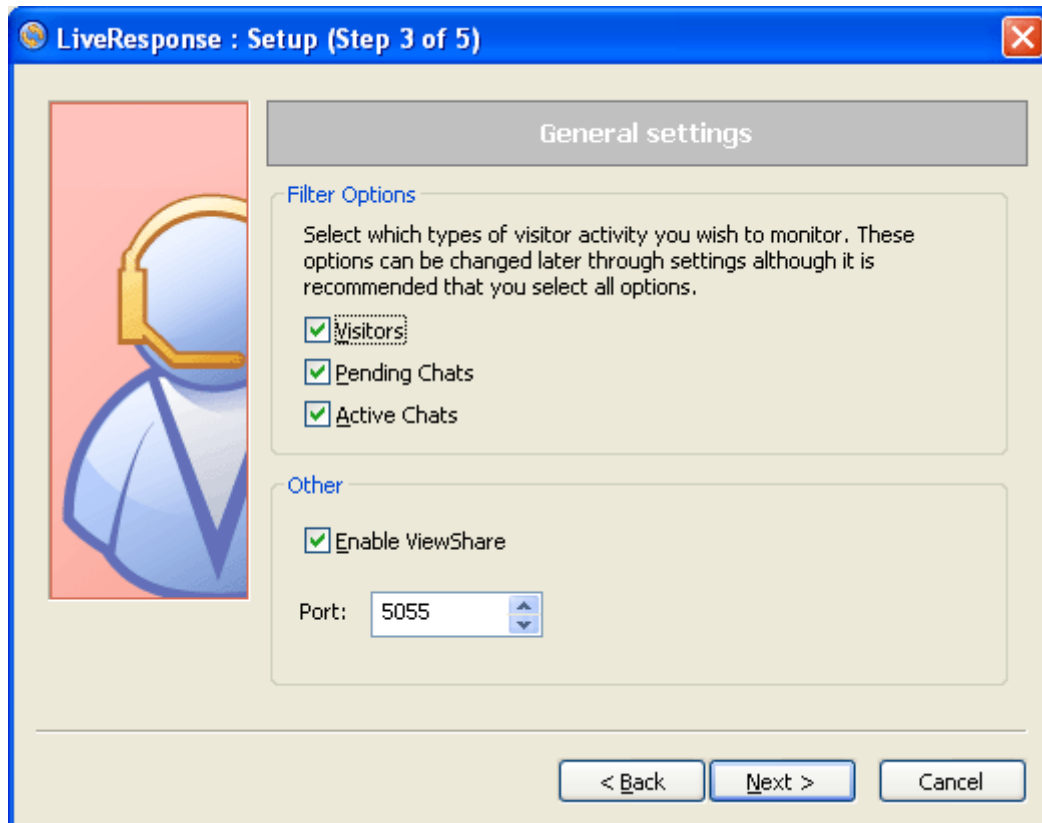 LiveResponse : Setup (Step 3 of 5)
General settings
Filter Options
Select which types of visitor activity you wish to monitor. These
options can be changed later through settings although it is
recommended that you select all options.
Visitors
Pending Chats
Active Chats
Other
Enable ViewShare
Port: 5055
< Back Next > Cancel